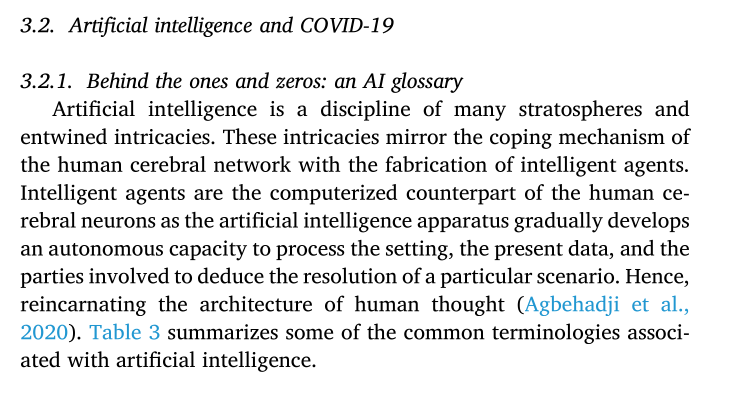 3.2. Artificial intelligence and COVID-19
3.2.1. Behind the ones and zeros: an AI glossary
Artificial intelligence is a discipline of many stratospheres and
entwined intricacies. These intricacies mirror the coping mechanism of
the human cerebral network with the fabrication of intelligent agents.
Intelligent agents are the computerized counterpart of the human ce-
rebral neurons as the artificial intelligence apparatus gradually develops
an autonomous capacity to process the setting, the present data, and the
parties involved to deduce the resolution of a particular scenario. Hence,
reincarnating the architecture of human thought (Agbehadji et al.,
2020). Table 3 summarizes some of the common terminologies associ-
ated with artificial intelligence.